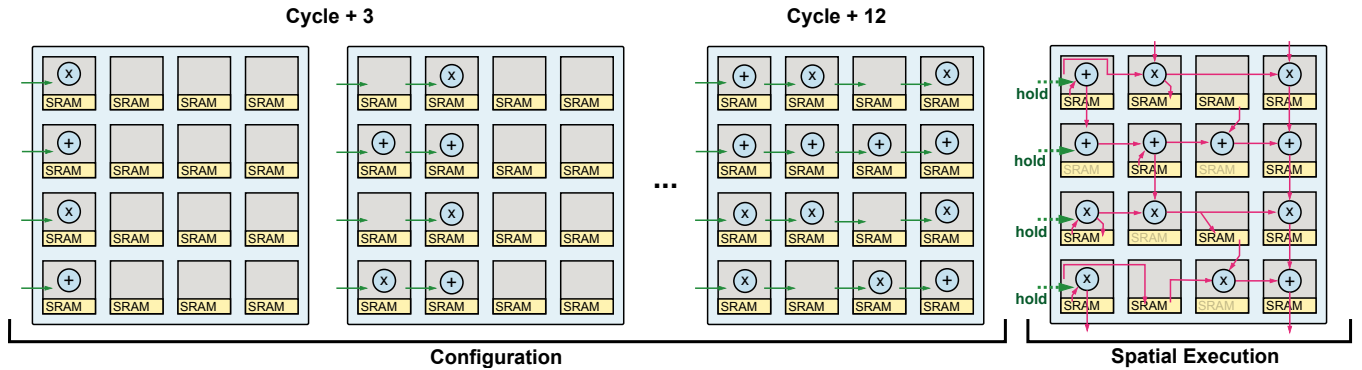 Cycle + 3 Cycle + 12
x x + x x + x x
SRAM SRAM SRAM SRAM SRAM SRAM SRAM SRAM SRAM SRAM SRAM SRAM hold SRAM SRAM SRAM SRAM
+ + + + + + + + + + +
SRAM SRAM SRAM SRAM SRAM SRAM SRAM SRAM SRAM SRAM SRAM SRAM hold SRAM SRAM SRAM SRAM
...
x x x x x x x x
SRAM SRAM SRAM SRAM SRAM SRAM SRAM SRAM SRAM SRAM SRAM SRAM hold SRAM SRAM SRAM SRAM
+ x + x x + x x +
SRAM SRAM SRAM SRAM SRAM SRAM SRAM SRAM SRAM SRAM SRAM SRAM hold SRAM SRAM SRAM SRAM
Configuration Spatial Execution